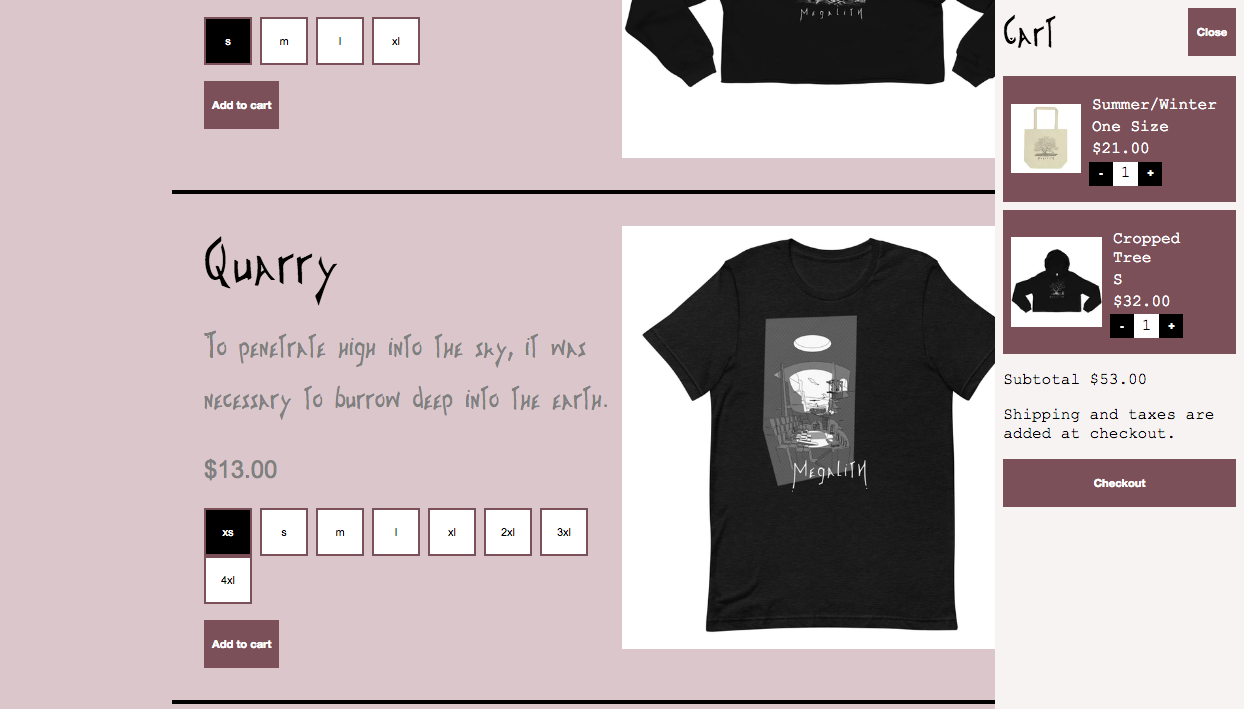 s
m
l
xl
Add to cart
Megalith
Quarry
To penetrate high into the sky, it was
necessary to burrow deep into the earth.
$13.00
xs
s
m
l
xl
2xl
3xl
4xl
Add to cart
Megalith
Cart
Close
Summer/Winter
One Size
$21.00
- 1 +
Cropped
Tree
S
$32.00
- 1 +
Subtotal $53.00
Shipping and taxes are
added at checkout.
Checkout